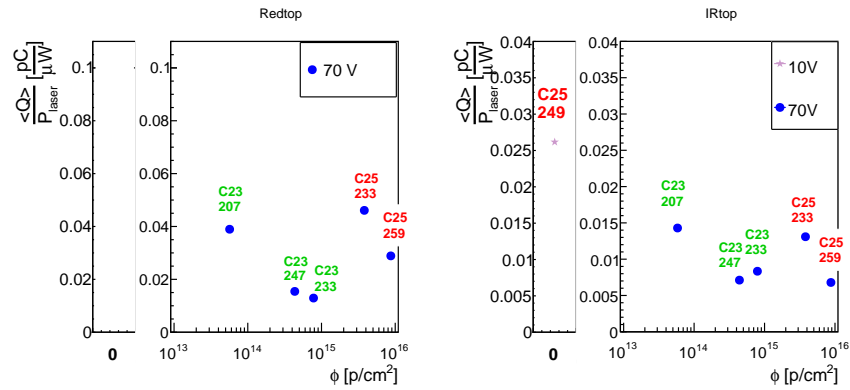 Redtop
<Q> / P_laser [pC/μW]
0.1
0.08
0.06
0.04
0.02
0
0
0.1
0.08
0.06
0.04
0.02
0
70 V
C23
207
C23
247
C23
233
C25
233
C25
259
10^13 10^14 10^15 10^16
ϕ [p/cm²]
IRtop
<Q> / P_laser [pC/μW]
0.04
0.035
0.03
0.025
0.02
0.015
0.01
0.005
0
C25
249
0
0.04
0.035
0.03
0.025
0.02
0.015
0.01
0.005
0
10V
70V
C23
207
C23
247
C23
233
C25
233
C25
259
10^13 10^14 10^15 10^16
ϕ [p/cm²]